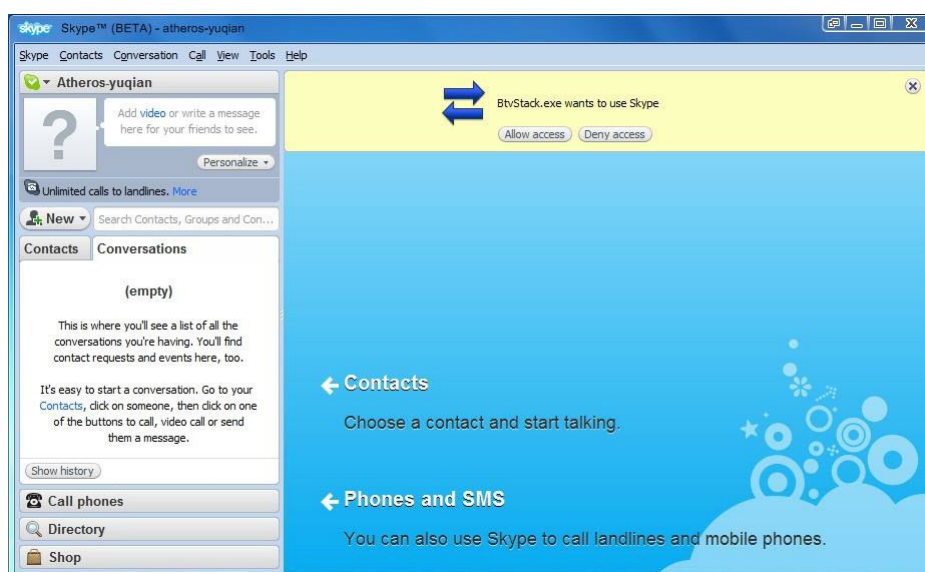 skype Skype™ (BETA) - atheros-yuqian
Skype Contacts Conversation Call View Tools Help
Atheros-yuqian
?
Add video or write a message
here for your friends to see.
Personalize
Unlimited calls to landlines. More
New
Search Contacts, Groups and Con...
Contacts Conversations
(empty)
This is where you'll see a list of all the
conversations you're having. You'll find
contact requests and events here, too.
It's easy to start a conversation. Go to your
Contacts, click on someone, then click on one
of the buttons to call, video call or send
them a message.
Show history
Call phones
Directory
Shop
BtvStack.exe wants to use Skype
Allow access Deny access
Contacts
Choose a contact and start talking.
Phones and SMS
You can also use Skype to call landlines and mobile phones.